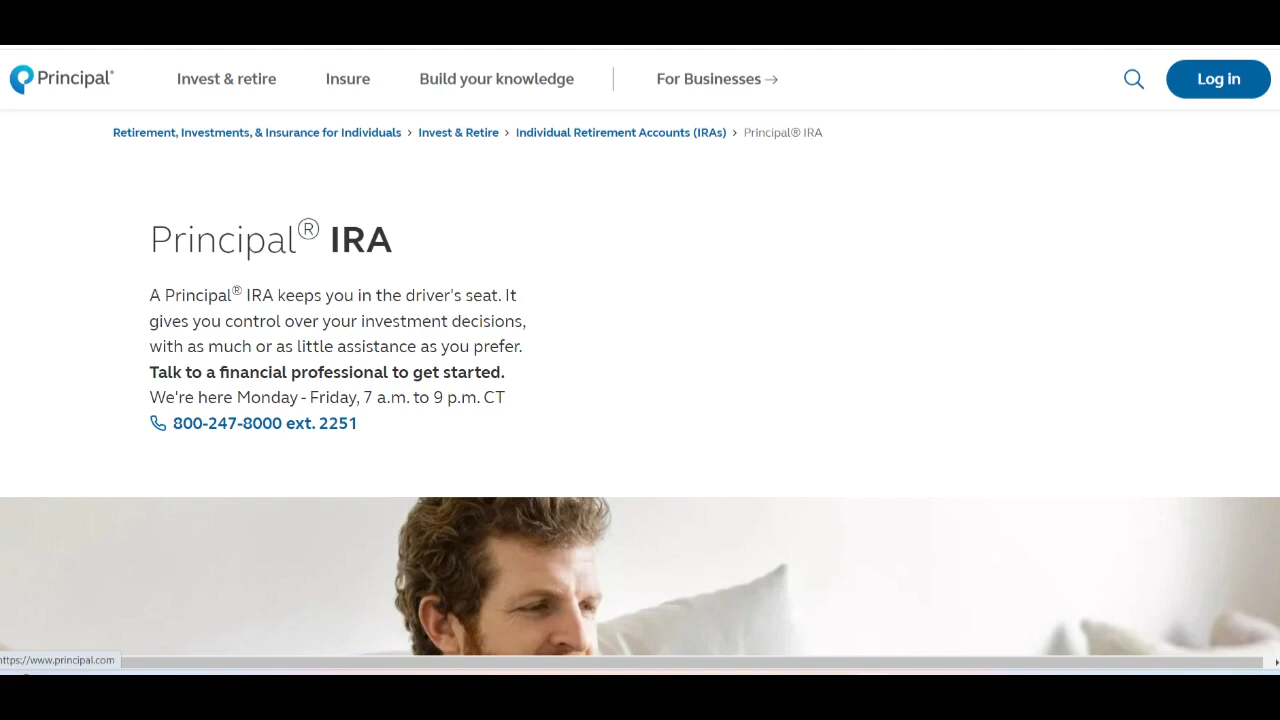 Principal®
Invest & retire
Insure
Build your knowledge
For Businesses →
Log in
Retirement, Investments, & Insurance for Individuals › Invest & Retire › Individual Retirement Accounts (IRAs) › Principal® IRA
Principal® IRA
A Principal® IRA keeps you in the driver's seat. It
gives you control over your investment decisions,
with as much or as little assistance as you prefer.
Talk to a financial professional to get started.
We're here Monday - Friday, 7 a.m. to 9 p.m. CT
800-247-8000 ext. 2251
https://www.principal.com